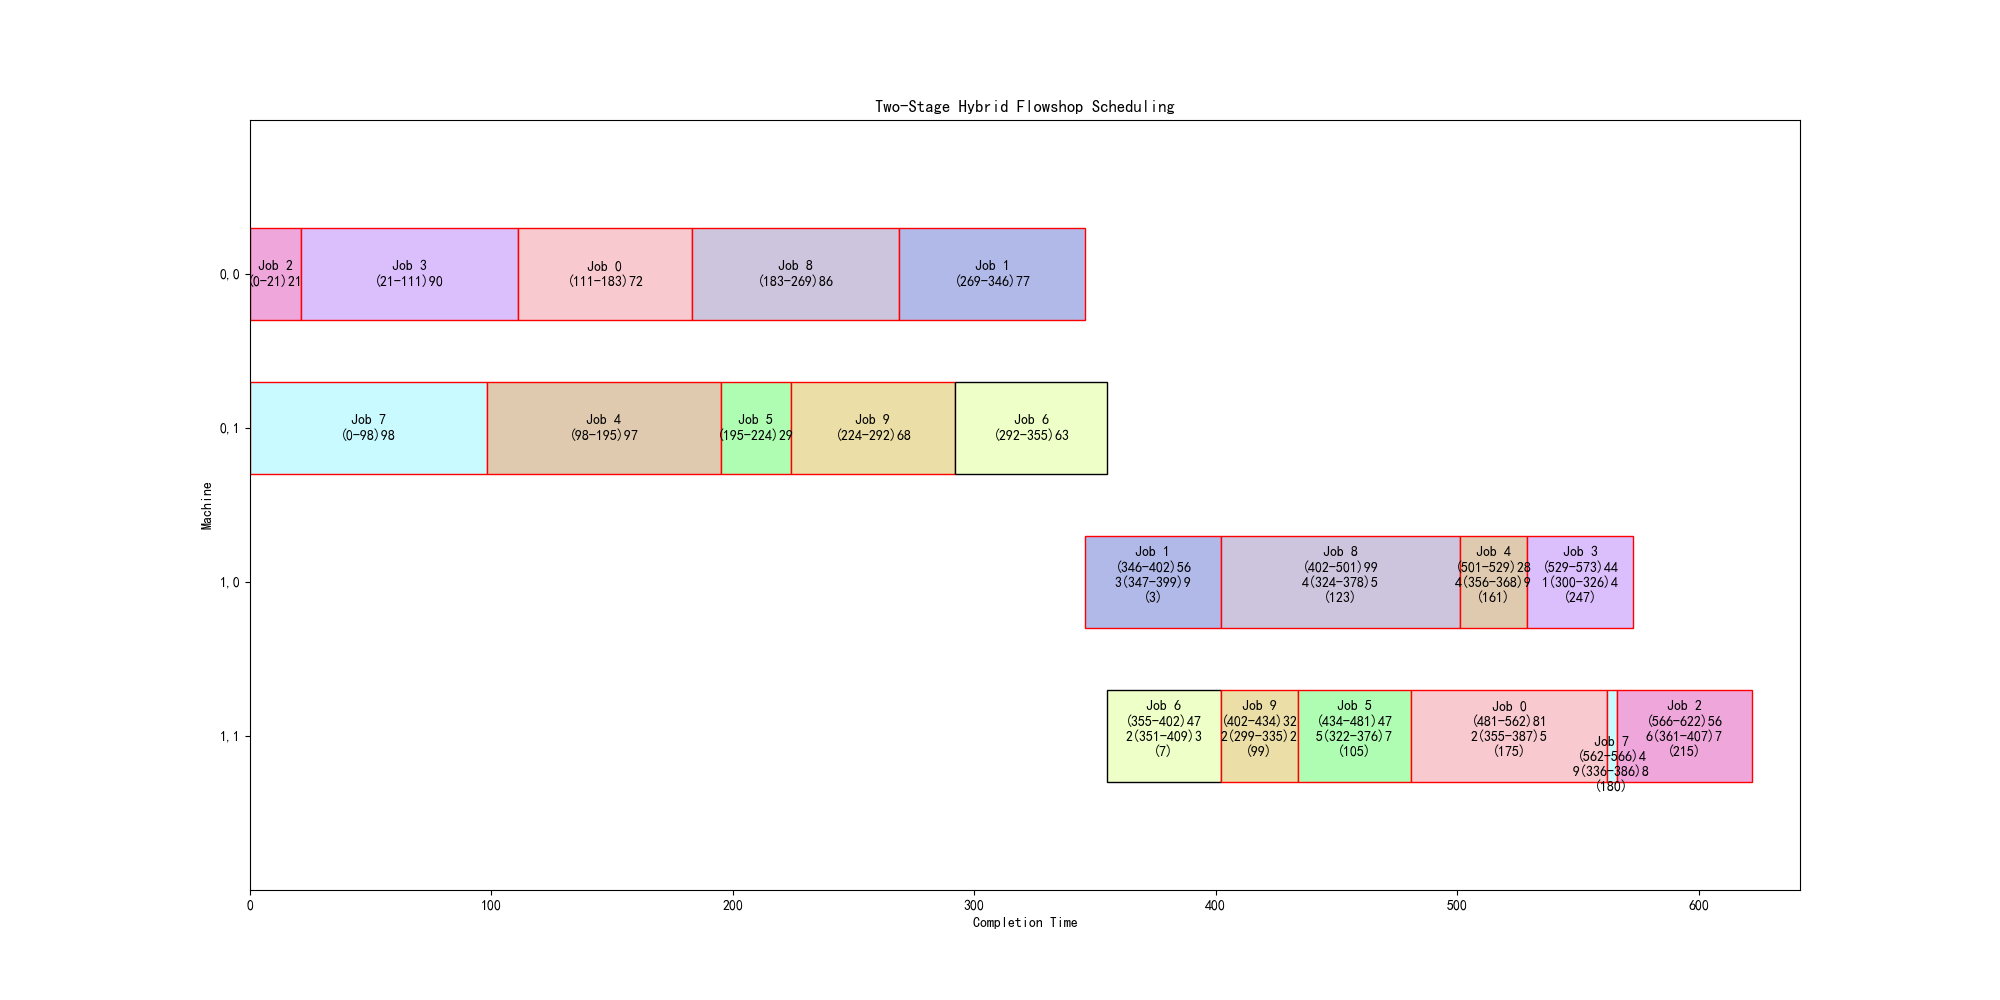 Two-Stage Hybrid Flowshop Scheduling
Machine
0,0
Job 2
(0-21)21
Job 3
(21-111)90
Job 0
(111-183)72
Job 8
(183-269)86
Job 1
(269-346)77
0,1
Job 7
(0-98)98
Job 4
(98-195)97
Job 5
(195-224)29
Job 9
(224-292)68
Job 6
(292-355)63
1,0
Job 1
(346-402)56
3(347-399)9
(3)
Job 8
(402-501)99
4(324-378)5
(123)
Job 4
(501-529)28
4(356-368)9
(161)
Job 3
(529-573)44
1(300-326)4
(247)
1,1
Job 6
(355-402)47
2(351-409)3
(7)
Job 9
(402-434)32
2(299-335)2
(99)
Job 5
(434-481)47
5(322-376)7
(105)
Job 0
(481-562)81
2(355-387)5
(175)
Job 7
(562-566)4
9(336-386)8
(180)
Job 2
(566-622)56
6(361-407)7
(215)
0
100
200
300
400
500
600
Completion Time